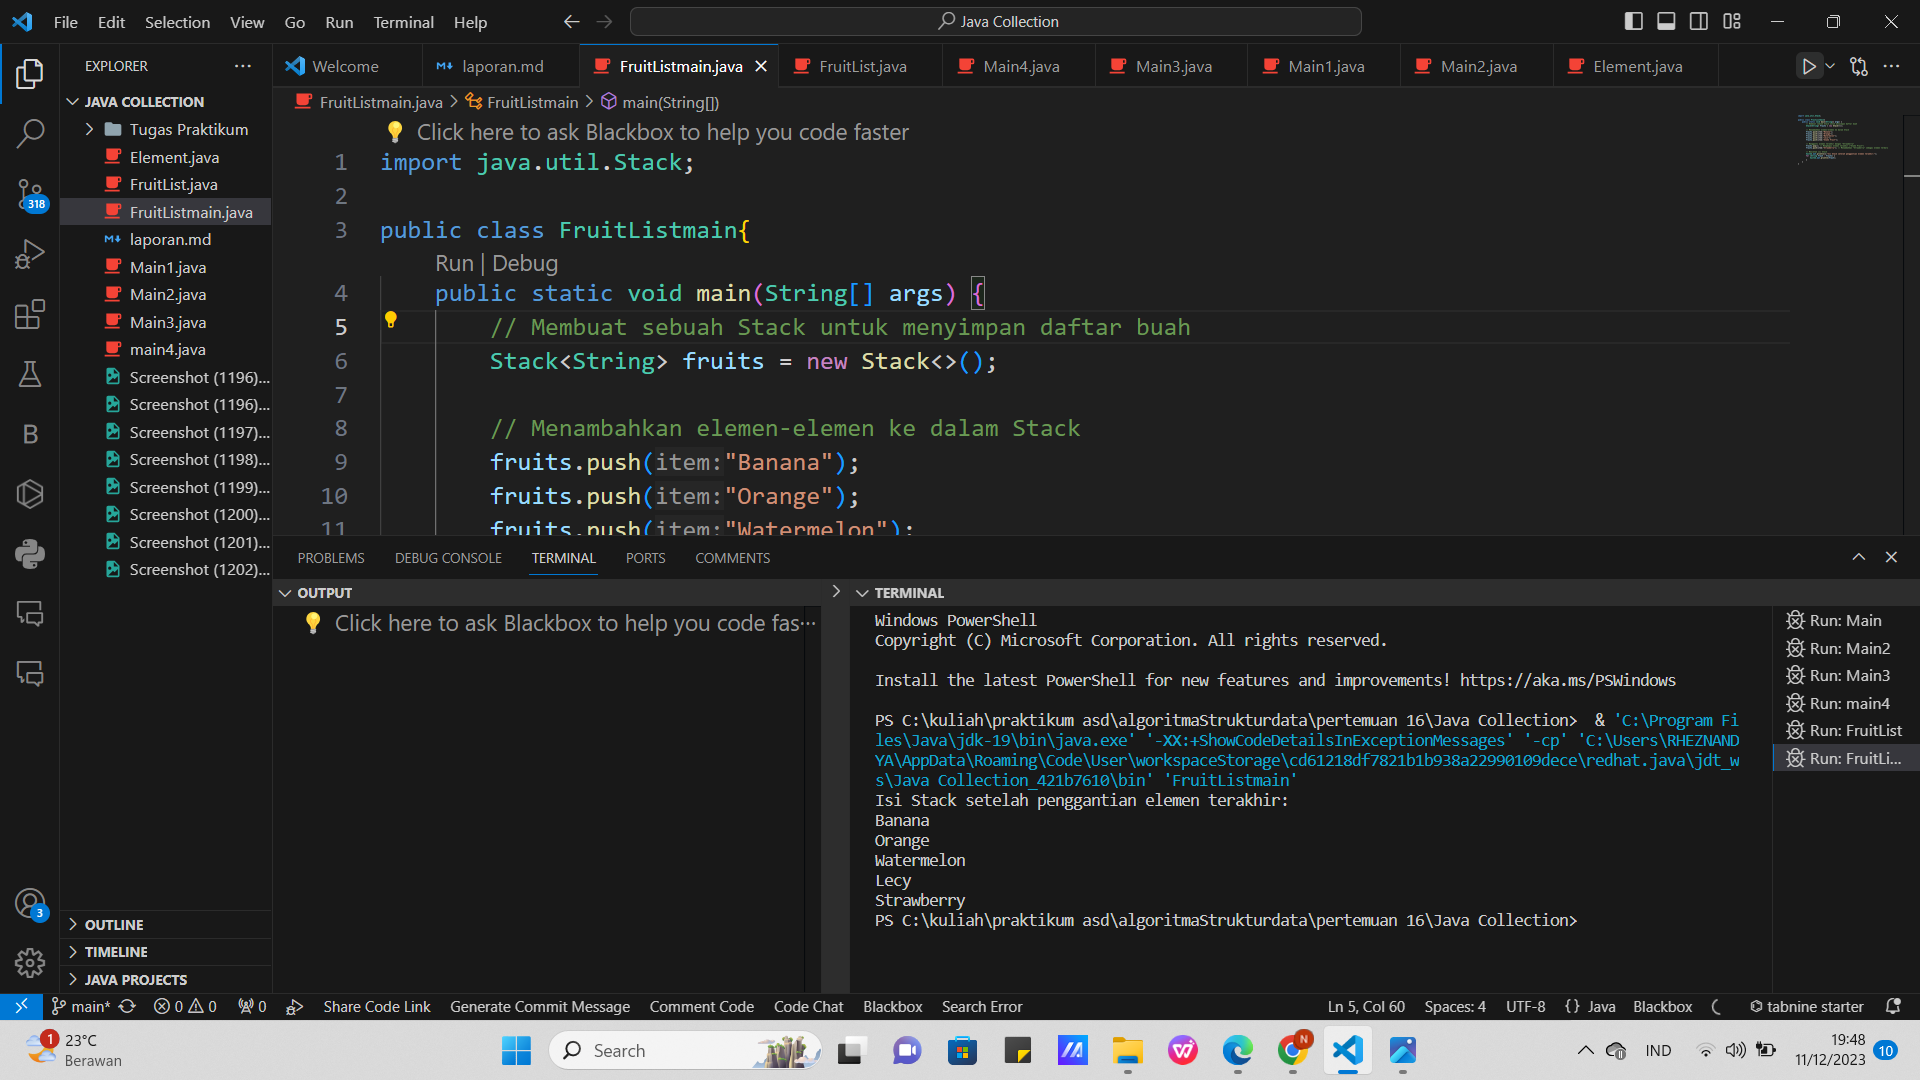 File Edit Selection View Go Run Terminal Help
Java Collection
EXPLORER
Welcome
laporan.md
FruitListmain.java
FruitList.java
Main4.java
Main3.java
Main1.java
Main2.java
Element.java
JAVA COLLECTION
Tugas Praktikum
Element.java
FruitList.java
FruitListmain.java
laporan.md
Main1.java
Main2.java
Main3.java
main4.java
Screenshot (1196)...
Screenshot (1196)...
Screenshot (1197)...
Screenshot (1198)...
Screenshot (1199)...
Screenshot (1200)...
Screenshot (1201)...
Screenshot (1202)...
OUTLINE
TIMELINE
JAVA PROJECTS
318
B
3
FruitListmain.java > FruitListmain > main(String[])
Click here to ask Blackbox to help you code faster
1 import java.util.Stack;
2
3 public class FruitListmain{
Run | Debug
4 public static void main(String[] args) {
5 // Membuat sebuah Stack untuk menyimpan daftar buah
6 Stack<String> fruits = new Stack<>();
7
8 // Menambahkan elemen-elemen ke dalam Stack
9 fruits.push(item:"Banana");
10 fruits.push(item:"Orange");
11 fruits.push(item:"Watermelon");
PROBLEMS DEBUG CONSOLE TERMINAL PORTS COMMENTS
OUTPUT
Click here to ask Blackbox to help you code fas...
TERMINAL
Windows PowerShell
Copyright (C) Microsoft Corporation. All rights reserved.
Install the latest PowerShell for new features and improvements! https://aka.ms/PSWindows
PS C:\kuliah\praktikum asd\algoritmaStrukturdata\pertemuan 16\Java Collection> & 'C:\Program Fi
les\Java\jdk-19\bin\java.exe' '-XX:+ShowCodeDetailsInExceptionMessages' '-cp' 'C:\Users\RHEZNAND
YA\AppData\Roaming\Code\User\workspaceStorage\cd61218df7821b1b938a22990109dece\redhat.java\jdt_w
s\Java Collection_421b7610\bin' 'FruitListmain'
Isi Stack setelah penggantian elemen terakhir:
Banana
Orange
Watermelon
Lecy
Strawberry
PS C:\kuliah\praktikum asd\algoritmaStrukturdata\pertemuan 16\Java Collection>
Run: Main
Run: Main2
Run: Main3
Run: main4
Run: FruitList
Run: FruitLi...
main* 0 0 0 Share Code Link Generate Commit Message Comment Code Code Chat Blackbox Search Error
Ln 5, Col 60 Spaces: 4 UTF-8 {} Java Blackbox tabnine starter
1
23°C
Berawan
Search
N
IND
19:48
11/12/2023
10